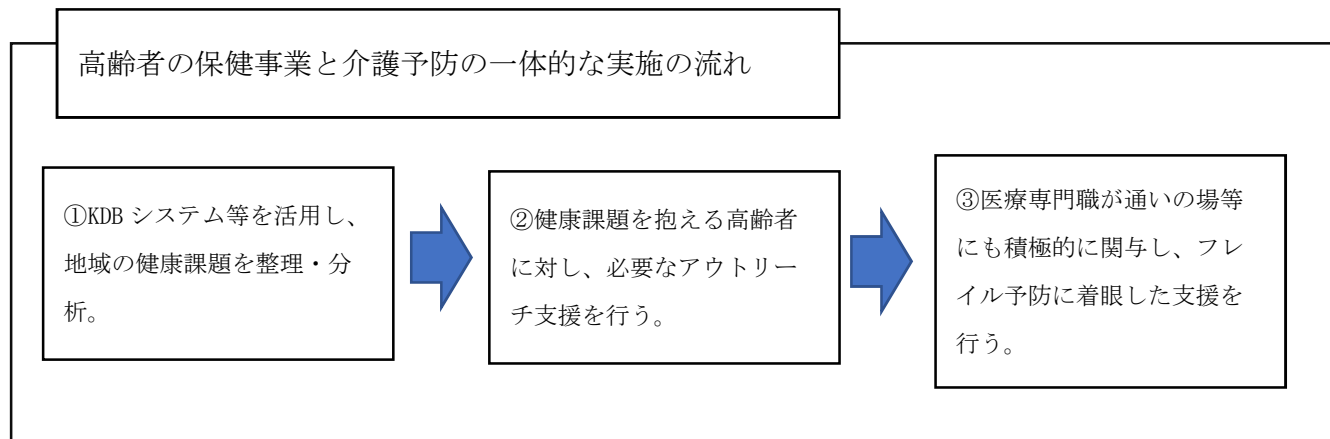 高齢者の保健事業と介護予防の一体的な実施の流れ
①KDB システム等を活用し、
地域の健康課題を整理・分
析。
②健康課題を抱える高齢者
に対し、必要なアウトリー
チ支援を行う。
③医療専門職が通いの場等
にも積極的に関与し、フレ
イル予防に着眼した支援を
行う。